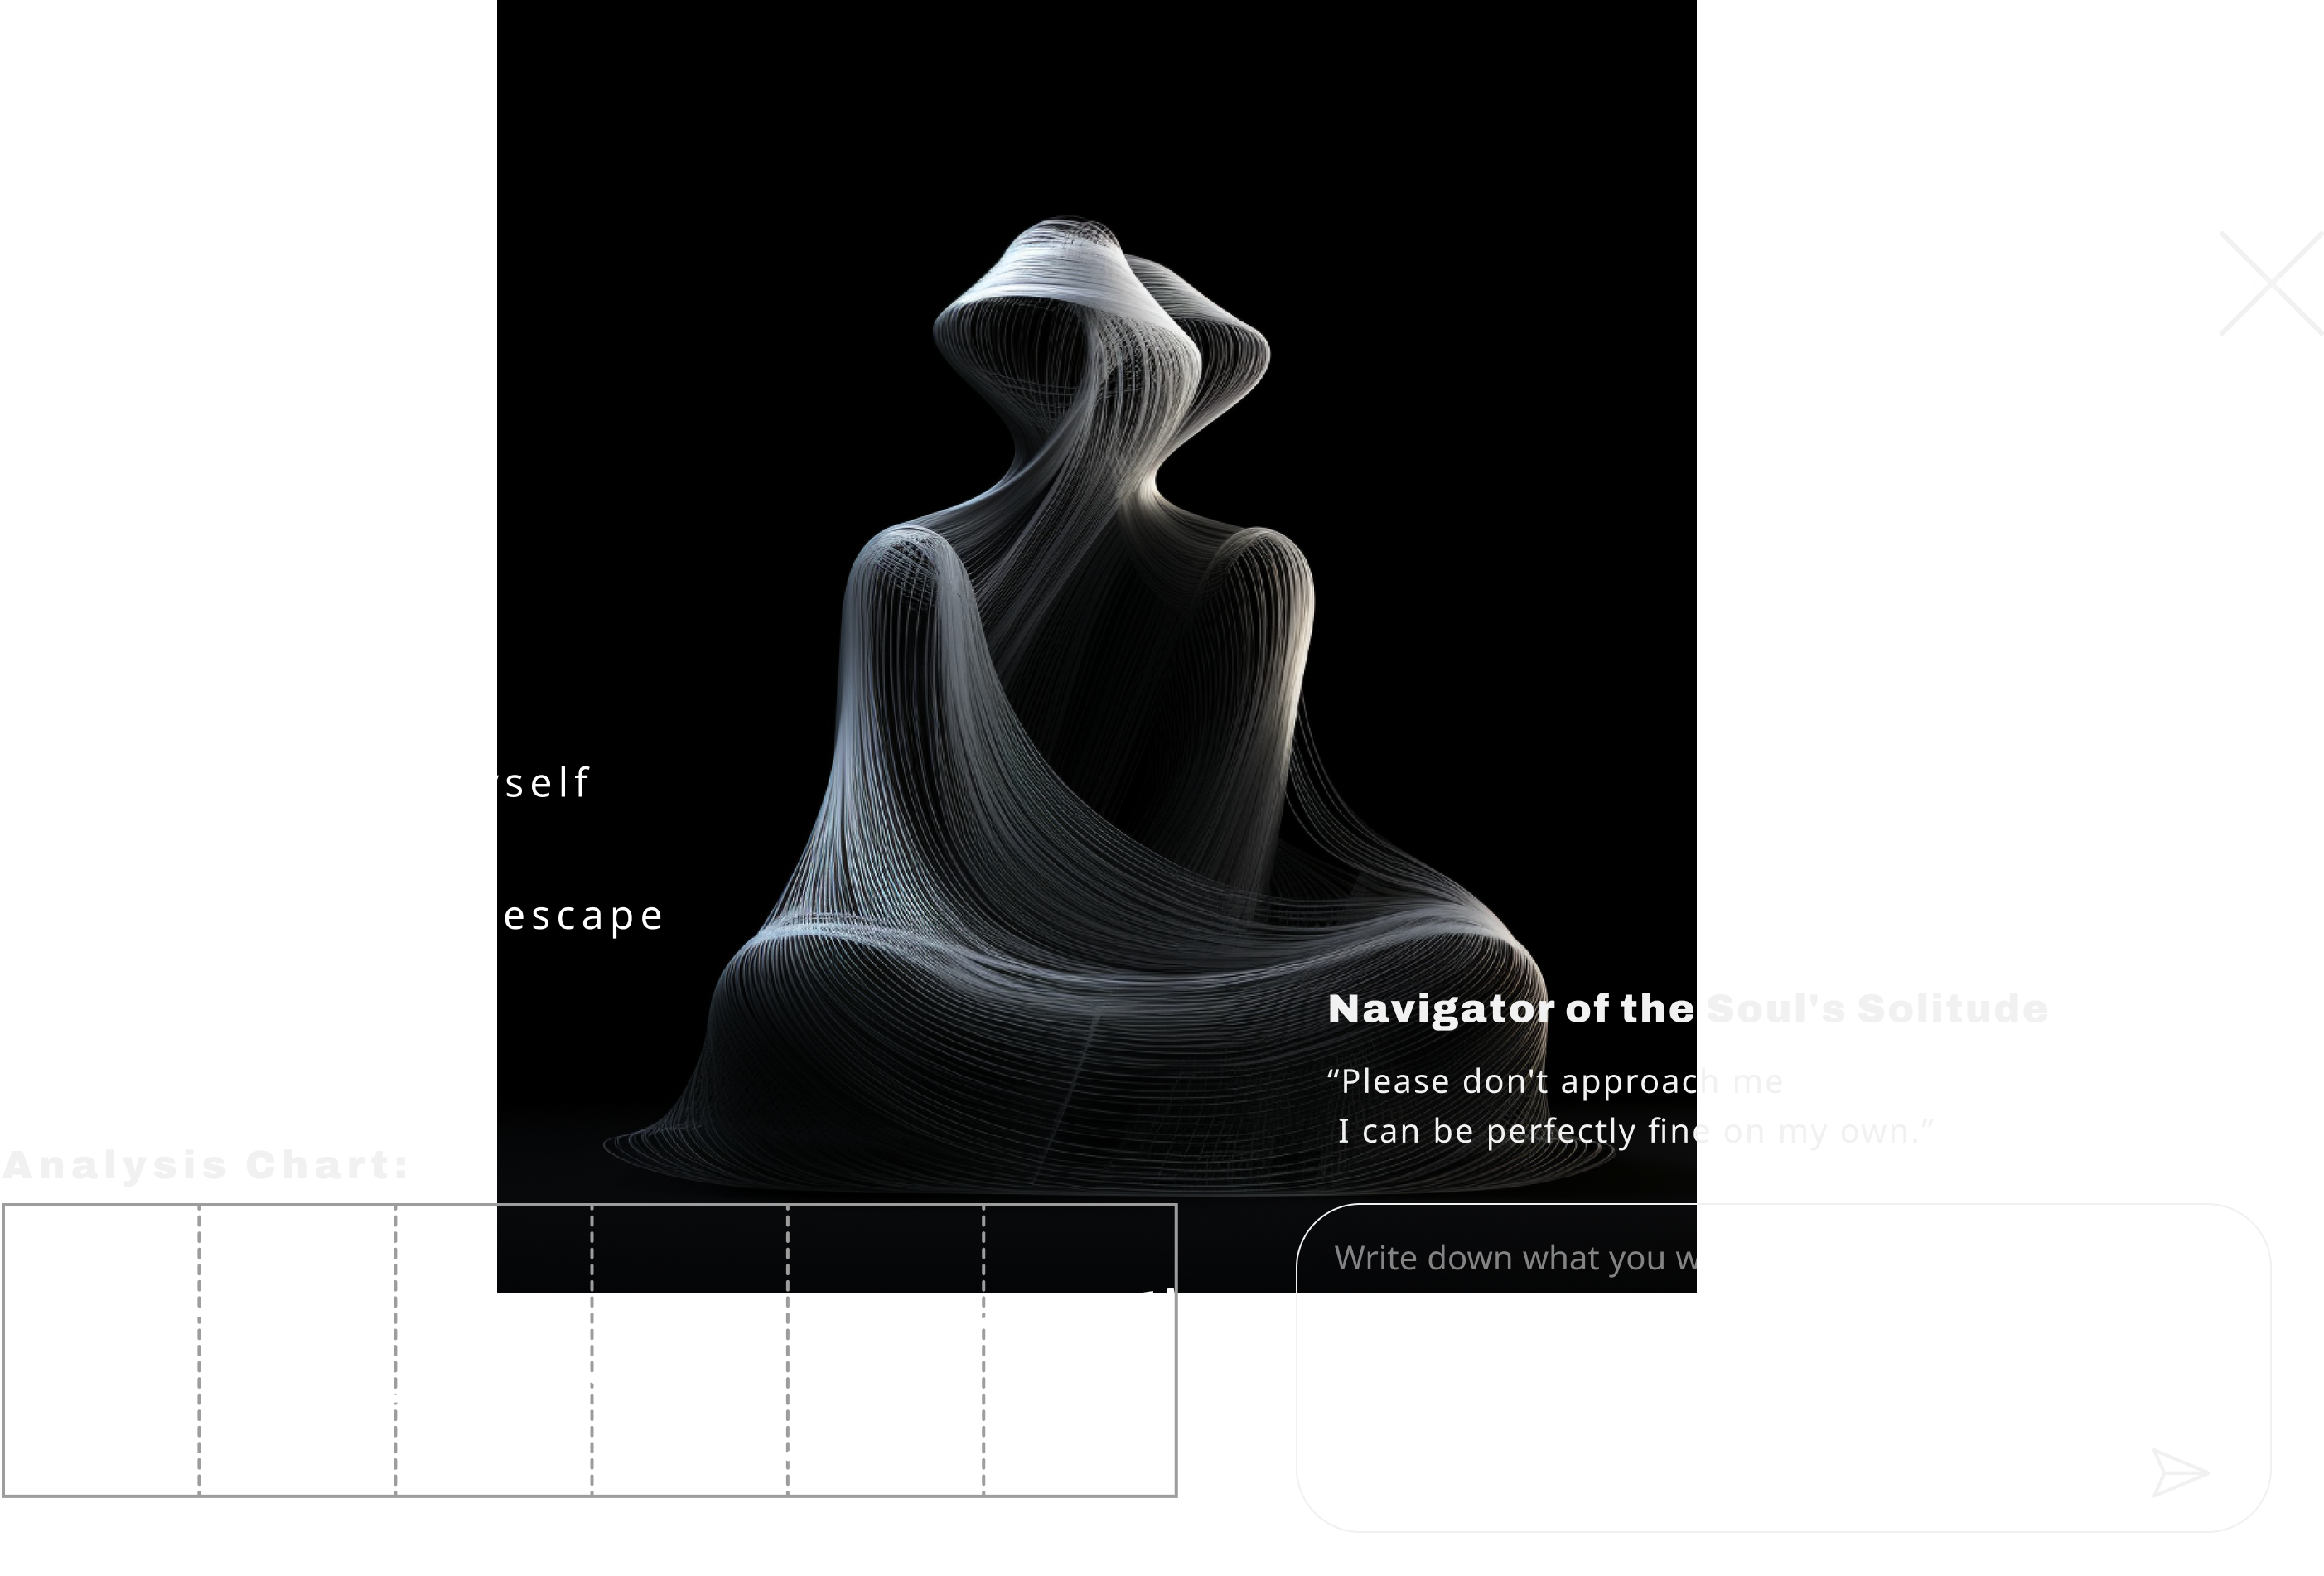 self
escape
Navigator of the Soul's Solitude
“Please don't approach me
I can be perfectly fine on my own.”
Analysis Chart:
Write down what you